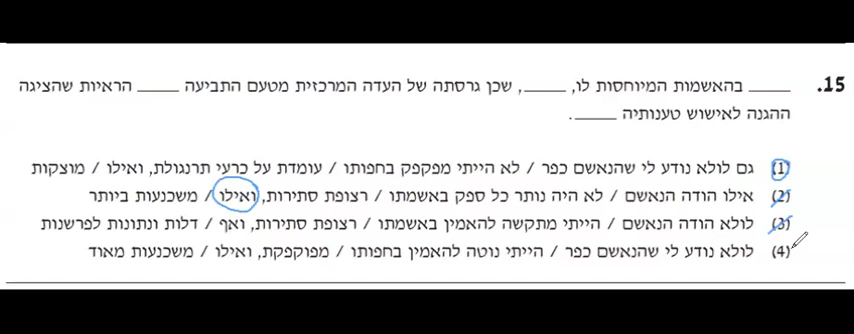 15. _____ בהאשמות המיוחסות לו, _____, שכן גרסתה של העדה המרכזית מטעם התביעה _____ הראיות שהציגה
ההגנה לאישוש טענותיה _____.
(1) גם לולא נודע לי שהנאשם כפר / לא הייתי מפקפק בחפותו / עומדת על כרעי תרנגולת, ואילו / מוצקות
(2) אילו הודה הנאשם / לא היה נותר כל ספק באשמתו / רצופת סתירות, ואילו / משכנעות ביותר
(3) לולא הודה הנאשם / הייתי מתקשה להאמין באשמתו / רצופת סתירות, ואף / דלות ונתונות לפרשנות
(4) לולא נודע לי שהנאשם כפר / הייתי נוטה להאמין בחפותו / מפוקפקת, ואילו / משכנעות מאוד